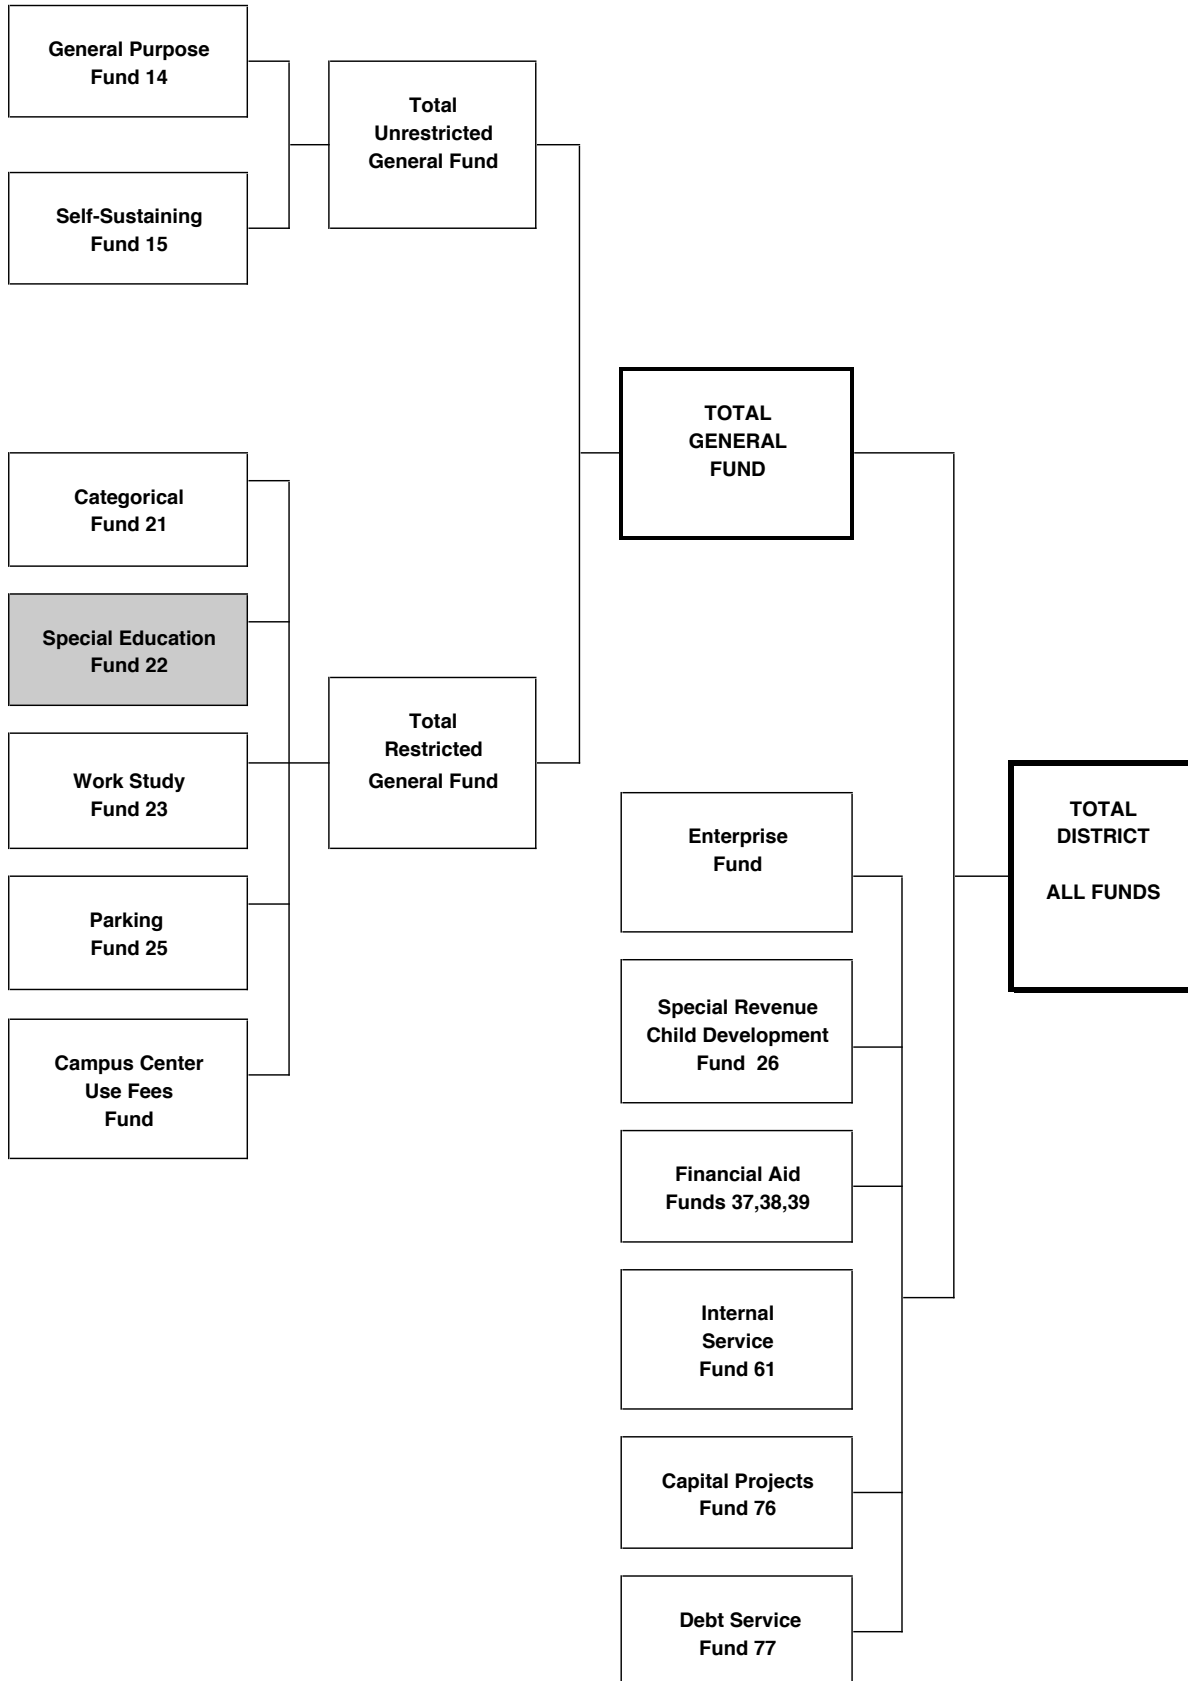 General Purpose
Fund 14
Self-Sustaining
Fund 15
Total
Unrestricted
General Fund
Categorical
Fund 21
Special Education
Fund 22
Work Study
Fund 23
Parking
Fund 25
Campus Center
Use Fees
Fund
Total
Restricted
General Fund
TOTAL
GENERAL
FUND
Enterprise
Fund
Special Revenue
Child Development
Fund 26
Financial Aid
Funds 37,38,39
Internal
Service
Fund 61
Capital Projects
Fund 76
Debt Service
Fund 77
TOTAL
DISTRICT
ALL FUNDS